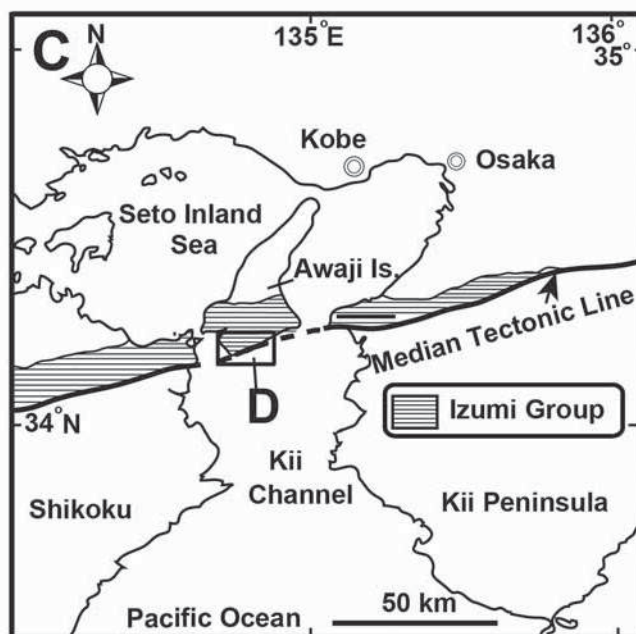 C
N
135°E
136°
35°
Kobe
Osaka
Seto Inland
Sea
Awaji Is.
Median Tectonic Line
D
34°N
Izumi Group
Kii
Channel
Shikoku
Kii Peninsula
Pacific Ocean
50 km